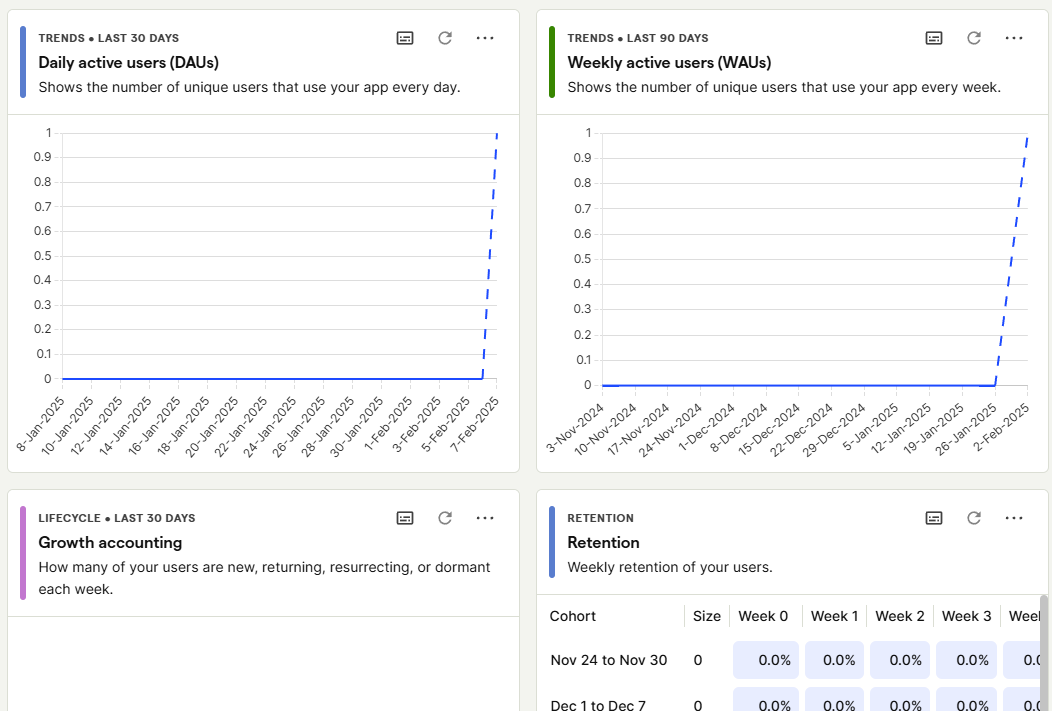 TRENDS • LAST 30 DAYS
Daily active users (DAUs)
Shows the number of unique users that use your app every day.
1
0.9
0.8
0.7
0.6
0.5
0.4
0.3
0.2
0.1
0
8-Jan-2025
10-Jan-2025
12-Jan-2025
14-Jan-2025
16-Jan-2025
18-Jan-2025
20-Jan-2025
22-Jan-2025
24-Jan-2025
26-Jan-2025
28-Jan-2025
30-Jan-2025
1-Feb-2025
3-Feb-2025
5-Feb-2025
7-Feb-2025
TRENDS • LAST 90 DAYS
Weekly active users (WAUs)
Shows the number of unique users that use your app every week.
1
0.9
0.8
0.7
0.6
0.5
0.4
0.3
0.2
0.1
0
3-Nov-2024
10-Nov-2024
17-Nov-2024
24-Nov-2024
1-Dec-2024
8-Dec-2024
15-Dec-2024
22-Dec-2024
29-Dec-2024
5-Jan-2025
12-Jan-2025
19-Jan-2025
26-Jan-2025
2-Feb-2025
LIFECYCLE • LAST 30 DAYS
Growth accounting
How many of your users are new, returning, resurrecting, or dormant
each week.
RETENTION
Retention
Weekly retention of your users.
Cohort Size Week 0 Week 1 Week 2 Week 3
Nov 24 to Nov 30 0 0.0% 0.0% 0.0% 0.0%
Dec 1 to Dec 7 0 0.0% 0.0% 0.0% 0.0%